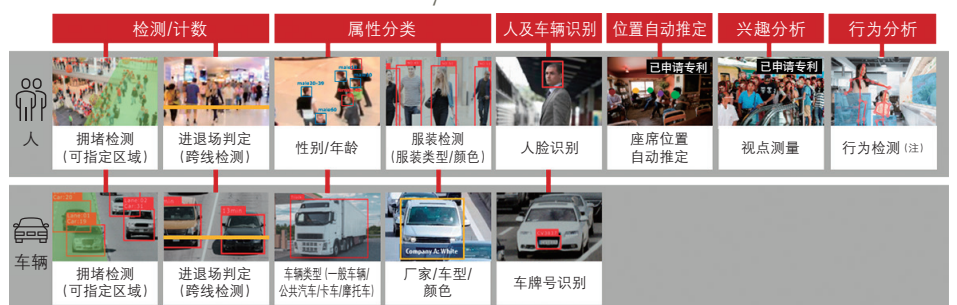 检测/计数
属性分类
人及车辆识别
位置自动推定
兴趣分析
行为分析
已申请专利
已申请专利
人
拥堵检测
(可指定区域)
进退场判定
(跨线检测)
性别/年龄
服装检测
(服装类型/颜色)
人脸识别
座席位置
自动推定
视点测量
行为检测(注)
Company A: White
车辆
拥堵检测
(可指定区域)
进退场判定
(跨线检测)
车辆类型(一般车辆/
公共汽车/卡车/摩托车)
厂家/车型/
颜色
车牌号识别